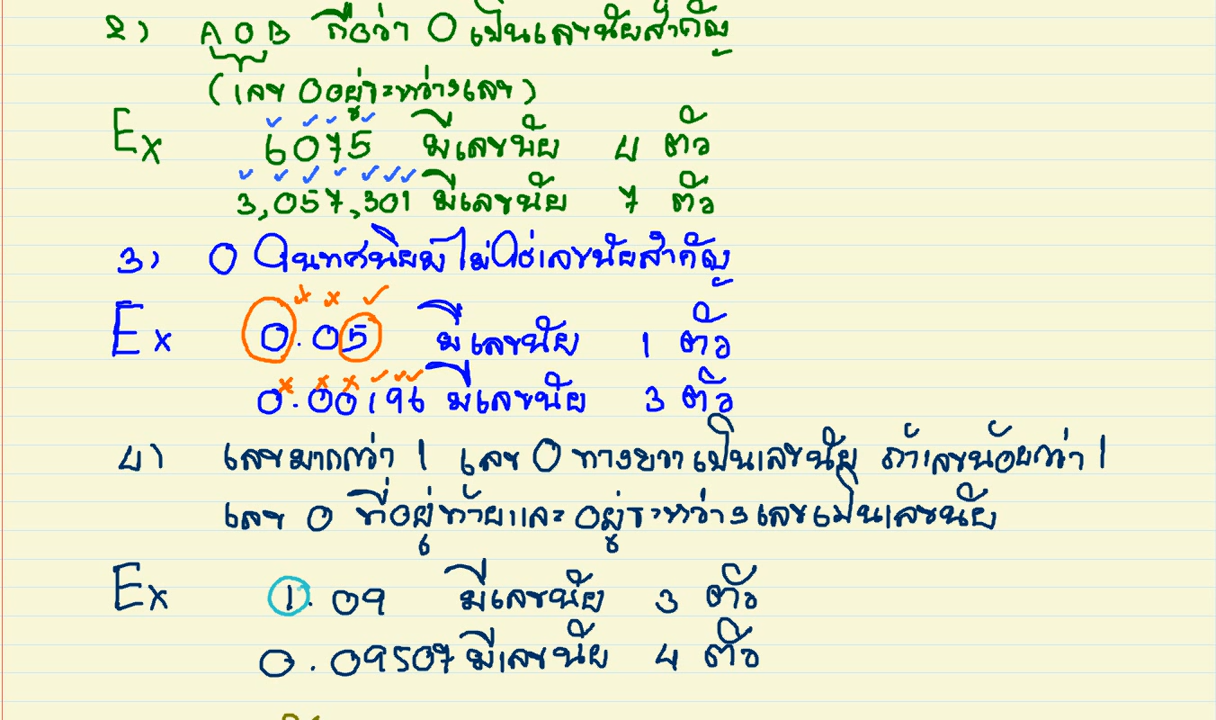 2) A 0 B ถือว่า 0 เป็นเลขนัยสำคัญ
(เลข 0 อยู่ระหว่างเลข)
Ex 6075 มีเลขนัย 4 ตัว
3,057,301 มีเลขนัย 7 ตัว
3) 0 ในทศนิยมไม่ใช่เลขนัยสำคัญ
Ex 0.05 มีเลขนัย 1 ตัว
0.00196 มีเลขนัย 3 ตัว
4) เลขมากกว่า 1 เลข 0 ทางขวาเป็นเลขนัย ถ้าเลขน้อยกว่า 1
เลข 0 ที่อยู่ท้ายและอยู่ระหว่างเลขเป็นเลขนัย
Ex 1.09 มีเลขนัย 3 ตัว
0.09507 มีเลขนัย 4 ตัว